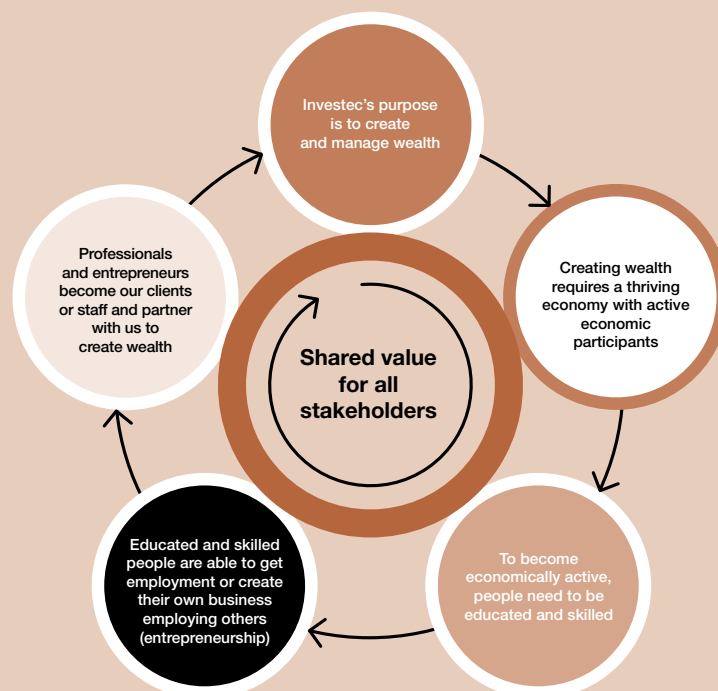 Investec’s purpose
is to create
and manage wealth
Creating wealth
requires a thriving
economy with active
economic
participants
To become
economically active,
people need to be
educated and skilled
Educated and skilled
people are able to get
employment or create
their own business
employing others
(entrepreneurship)
Professionals
and entrepreneurs
become our clients
or staff and partner
with us to
create wealth
Shared value
for all
stakeholders